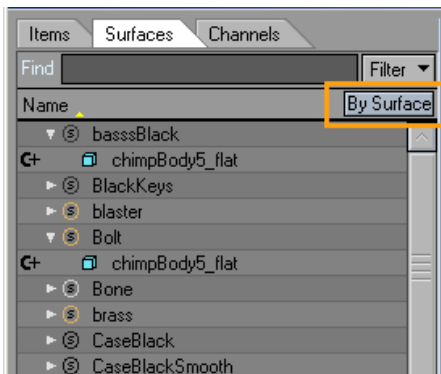 Items Surfaces Channels
Find Filter
Name By Surface
basssBlack
C+ chimpBody5_flat
BlackKeys
blaster
Bolt
C+ chimpBody5_flat
Bone
brass
CaseBlack
CaseBlackSmooth